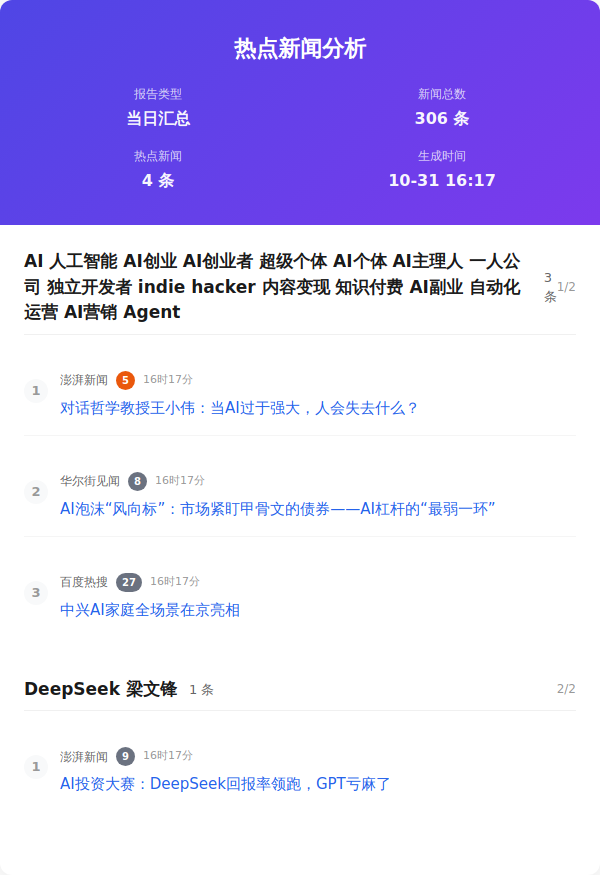 热点新闻分析
报告类型
当日汇总
新闻总数
306 条
热点新闻
4 条
生成时间
10-31 16:17
AI 人工智能 AI创业 AI创业者 超级个体 AI个体 AI主理人 一人公
司 独立开发者 indie hacker 内容变现 知识付费 AI副业 自动化
运营 AI营销 Agent
3
条
1/2
1
澎湃新闻 5 16时17分
对话哲学教授王小伟：当AI过于强大，人会失去什么？
2
华尔街见闻 8 16时17分
AI泡沫“风向标”：市场紧盯甲骨文的债券——AI杠杆的“最弱一环”
3
百度热搜 27 16时17分
中兴AI家庭全场景在京亮相
DeepSeek 梁文锋 1 条 2/2
1
澎湃新闻 9 16时17分
AI投资大赛：DeepSeek回报率领跑，GPT亏麻了